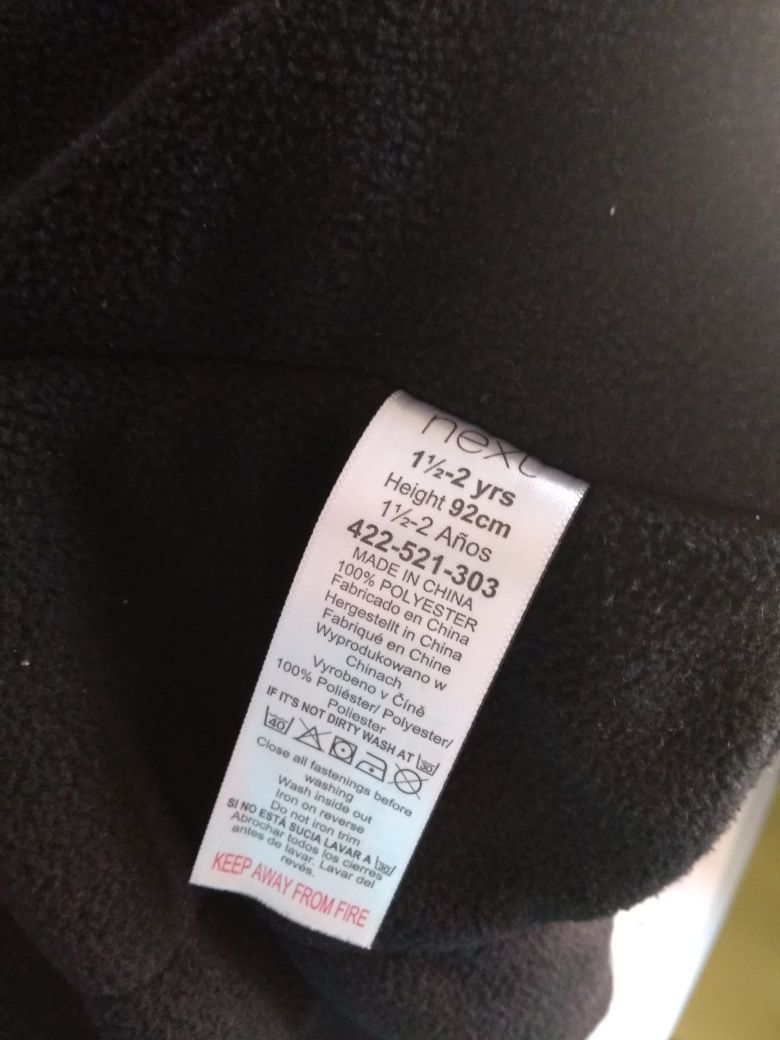 next
1½-2 yrs
Height 92cm
1½-2 Años
422-521-303
MADE IN CHINA
100% POLYESTER
Fabricado en China
Hergestellt in China
Fabriqué en Chine
Wyprodukowano w
Chinach
Vyrobeno v Číně
100% Poliéster/ Polyester/
Poliester
IF IT'S NOT DIRTY WASH AT 30
40
Close all fastenings before
washing
Wash inside out
Iron on reverse
Do not iron trim
SI NO ESTÁ SUCIA LAVAR A 30
Abrochar todos los cierres
antes de lavar. Lavar del
revés.
KEEP AWAY FROM FIRE